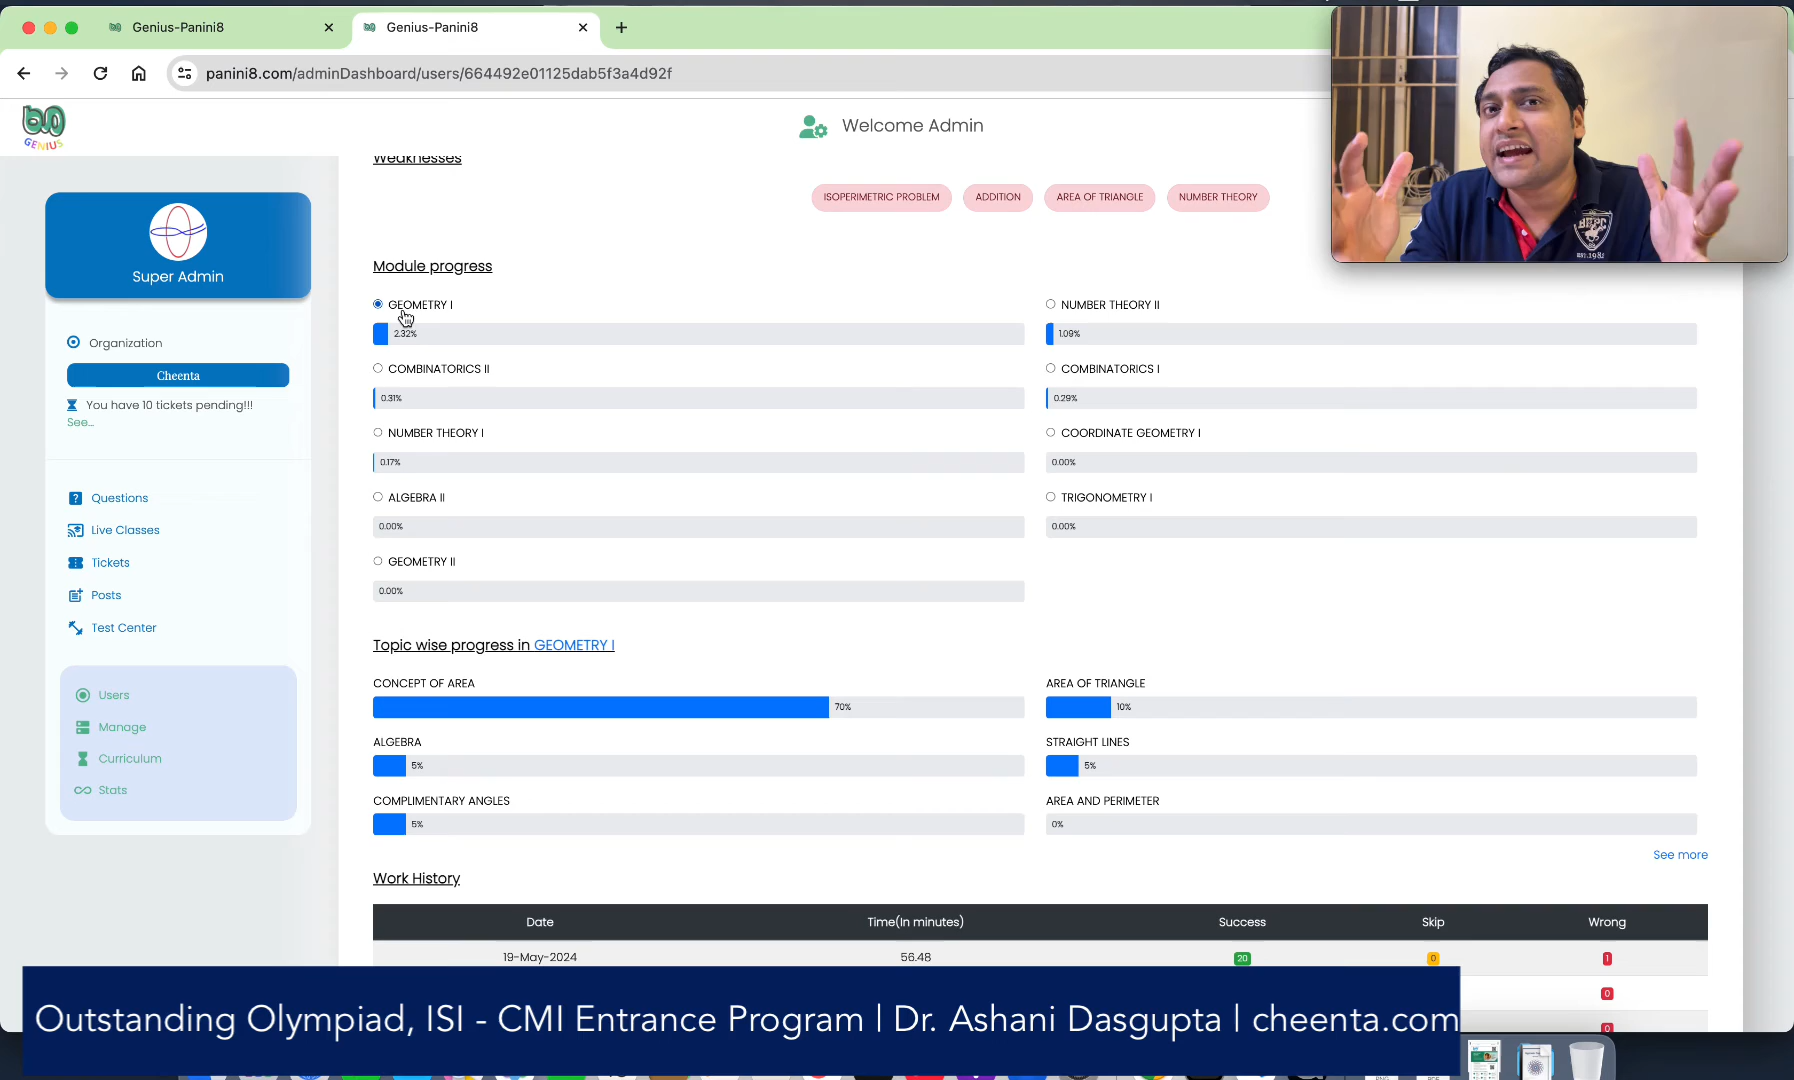 Genius-Panini8
Genius-Panini8
panini8.com/adminDashboard/users/664492e01125dab5f3a4d92f
GENIUS
Welcome Admin
Weaknesses
ISOPERIMETRIC PROBLEM
ADDITION
AREA OF TRIANGLE
NUMBER THEORY
EST.1981
Super Admin
Organization
Cheenta
You have 10 tickets pending!!!
See...
Questions
Live Classes
Tickets
Posts
Test Center
Users
Manage
Curriculum
Stats
Module progress
GEOMETRY I
2.32%
NUMBER THEORY II
1.09%
COMBINATORICS II
0.31%
COMBINATORICS I
0.29%
NUMBER THEORY I
0.17%
COORDINATE GEOMETRY I
0.00%
ALGEBRA II
0.00%
TRIGONOMETRY I
0.00%
GEOMETRY II
0.00%
Topic wise progress in GEOMETRY I
CONCEPT OF AREA
70%
AREA OF TRIANGLE
10%
ALGEBRA
5%
STRAIGHT LINES
5%
COMPLIMENTARY ANGLES
5%
AREA AND PERIMETER
0%
See more
Work History
Date Time(In minutes) Success Skip Wrong
19-May-2024 56.48 20 0 1
0
0
Outstanding Olympiad, ISI - CMI Entrance Program | Dr. Ashani Dasgupta | cheenta.com